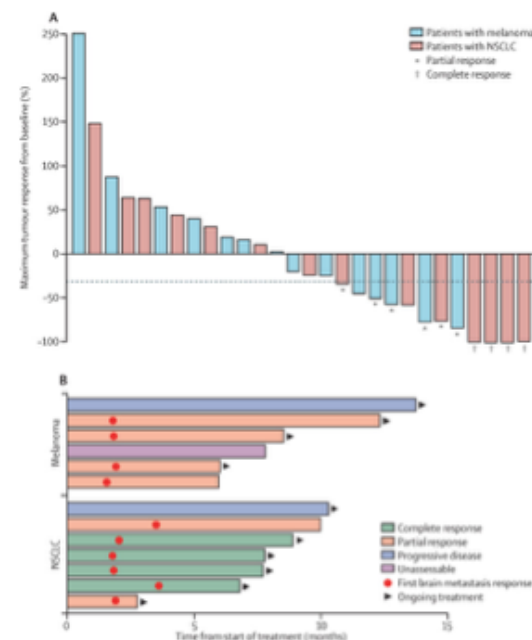 A
Patients with melanoma
Patients with NSCLC
* Partial response
† Complete response
Maximum tumour response from baseline (%)
250
200
150
100
50
0
-50
-100
* * * * * *
† † † †
B
Melanoma
NSCLC
Complete response
Partial response
Progressive disease
Unassessable
First brain metastasis response
Ongoing treatment
0 5 10 15
Time from start of treatment (months)